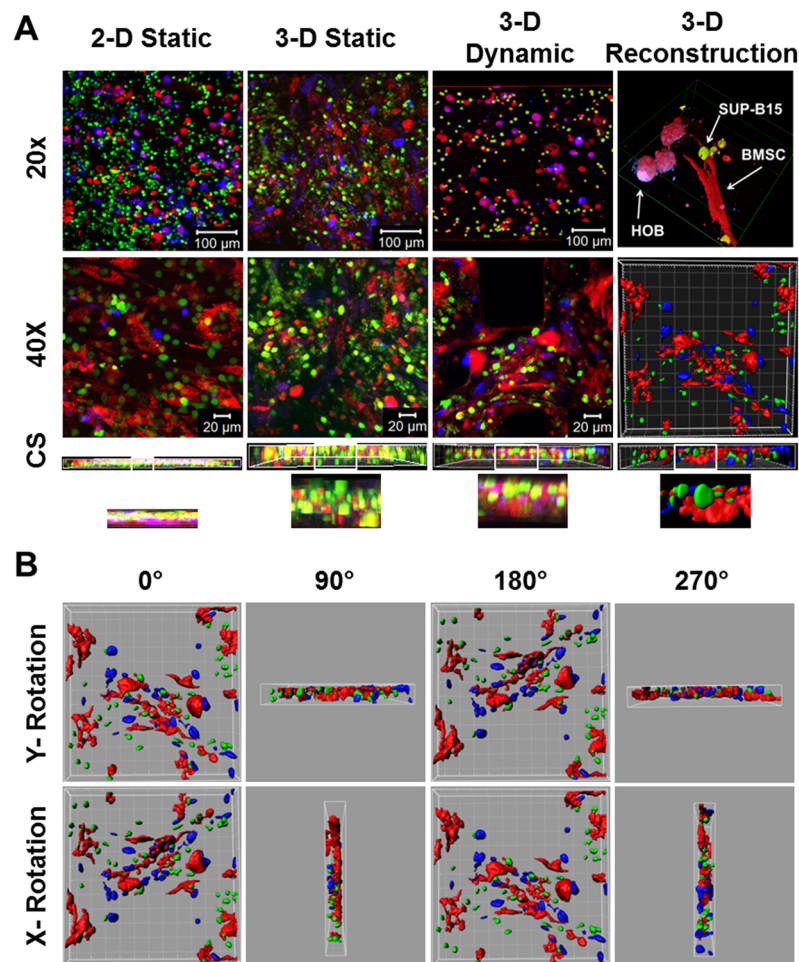 A
2-D Static
3-D Static
3-D
Dynamic
3-D
Reconstruction
20x
100 µm
100 µm
100 µm
SUP-B15
BMSC
HOB
40X
20 µm
20 µm
20 µm
CS
B
0°
90°
180°
270°
Y- Rotation
X- Rotation